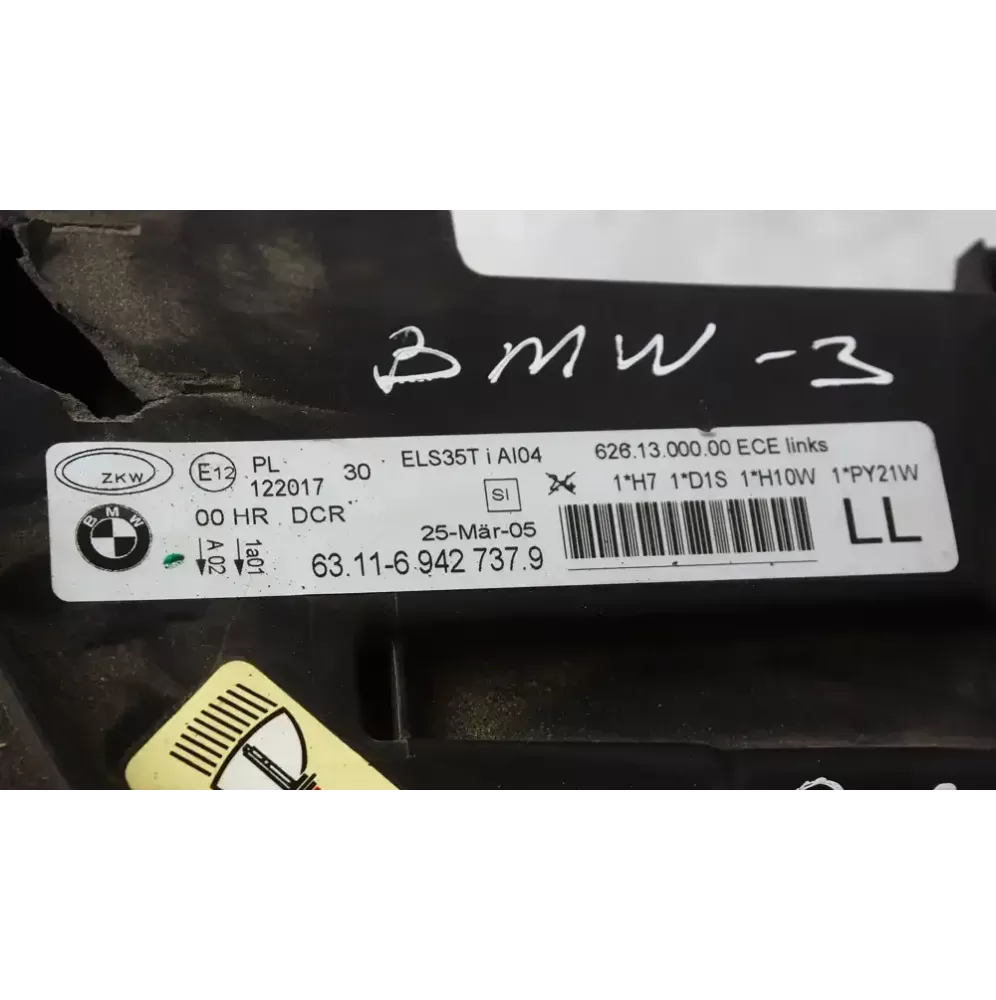 BMW -3
ZKW E12 PL 30 ELS35T i AI04 626.13.000.00 ECE links
122017 SI 1*H7 1*D1S 1*H10W 1*PY21W
BMW 00 HR DCR 25-Mär-05 LL
A 02 1a01 63.11-6 942 737.9